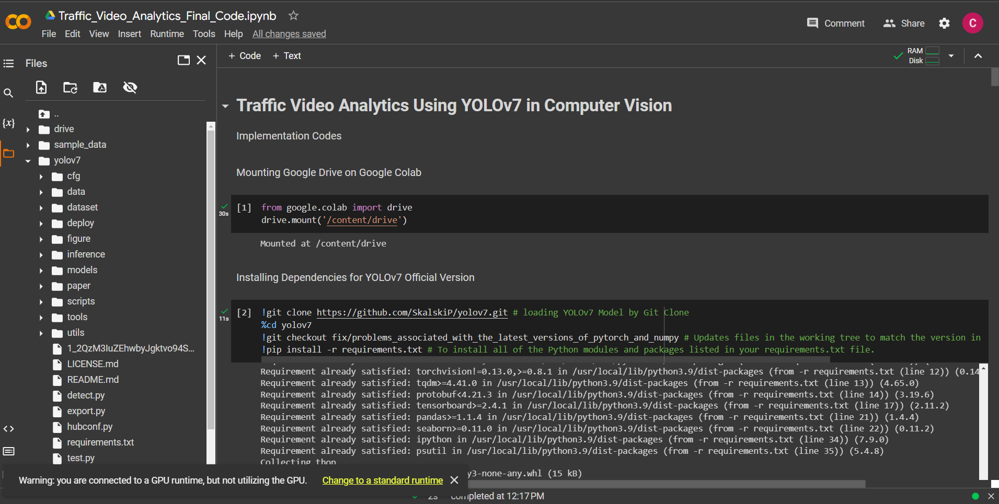 Traffic_Video_Analytics_Final_Code.ipynb
File Edit View Insert Runtime Tools Help All changes saved
Comment Share C
Files
+ Code + Text
RAM
Disk
..
drive
sample_data
{x}
yolov7
cfg
data
dataset
deploy
figure
inference
models
paper
scripts
tools
utils
1_2QzM3IuZEhwbyJgktvo94S...
LICENSE.md
README.md
detect.py
export.py
hubconf.py
requirements.txt
test.py
Traffic Video Analytics Using YOLOv7 in Computer Vision
Implementation Codes
Mounting Google Drive on Google Colab
[1] from google.colab import drive
30s
drive.mount('/content/drive')
Mounted at /content/drive
Installing Dependencies for YOLOv7 Official Version
[2] !git clone https://github.com/SkalskiP/yolov7.git # loading YOLOv7 Model by Git Clone
11s
%cd yolov7
!git checkout fix/problems_associated_with_the_latest_versions_of_pytorch_and_numpy # Updates files in the working tree to match the version in
!pip install -r requirements.txt # To install all of the Python modules and packages listed in your requirements.txt file.
Requirement already satisfied: torchvision!=0.13.0,>=0.8.1 in /usr/local/lib/python3.9/dist-packages (from -r requirements.txt (line 12)) (0.14
Requirement already satisfied: tqdm>=4.41.0 in /usr/local/lib/python3.9/dist-packages (from -r requirements.txt (line 13)) (4.65.0)
Requirement already satisfied: protobuf<4.21.3 in /usr/local/lib/python3.9/dist-packages (from -r requirements.txt (line 14)) (3.19.6)
Requirement already satisfied: tensorboard>=2.4.1 in /usr/local/lib/python3.9/dist-packages (from -r requirements.txt (line 17)) (2.11.2)
Requirement already satisfied: pandas>=1.1.4 in /usr/local/lib/python3.9/dist-packages (from -r requirements.txt (line 21)) (1.4.4)
Requirement already satisfied: seaborn>=0.11.0 in /usr/local/lib/python3.9/dist-packages (from -r requirements.txt (line 22)) (0.11.2)
Requirement already satisfied: ipython in /usr/local/lib/python3.9/dist-packages (from -r requirements.txt (line 34)) (7.9.0)
Requirement already satisfied: psutil in /usr/local/lib/python3.9/dist-packages (from -r requirements.txt (line 35)) (5.4.8)
Collecting thop
y3-none-any.whl (15 kB)
Warning: you are connected to a GPU runtime, but not utilizing the GPU. Change to a standard runtime
2s completed at 12:17 PM